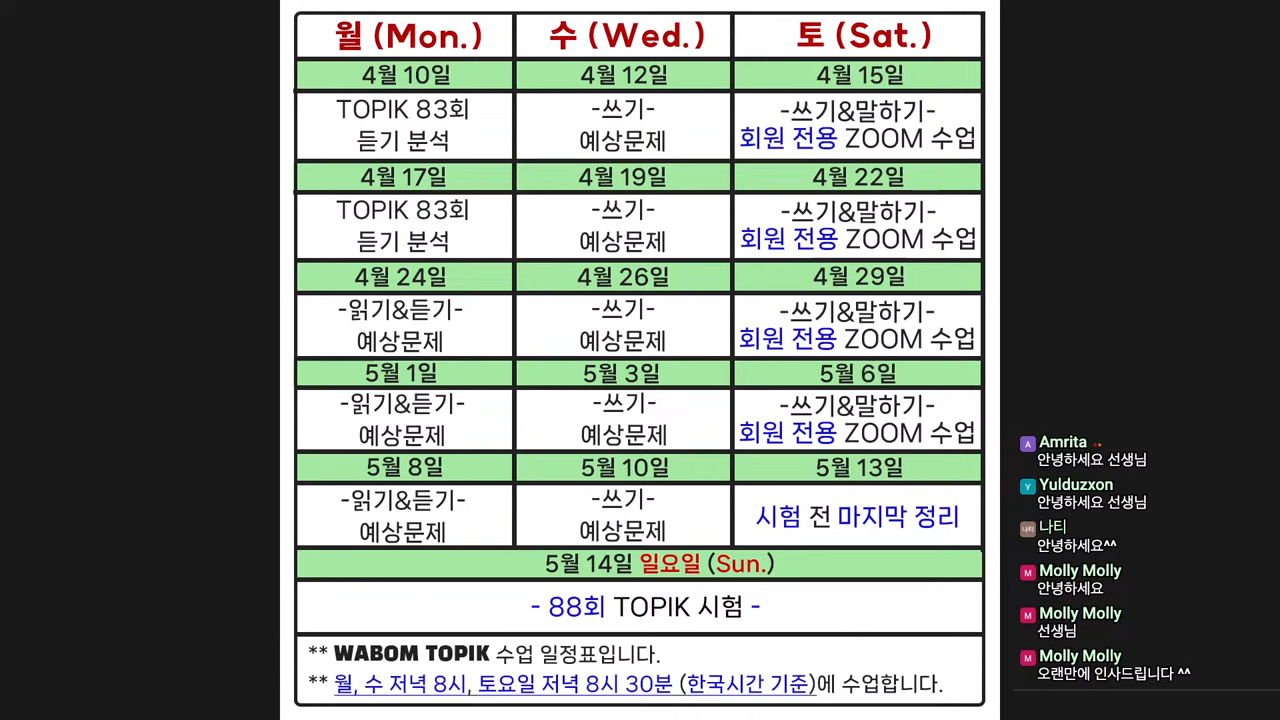 월 (Mon.) 수 (Wed.) 토 (Sat.)
4월 10일 4월 12일 4월 15일
TOPIK 83회 -쓰기- -쓰기&말하기-
듣기 분석 예상문제 회원 전용 ZOOM 수업
4월 17일 4월 19일 4월 22일
TOPIK 83회 -쓰기- -쓰기&말하기-
듣기 분석 예상문제 회원 전용 ZOOM 수업
4월 24일 4월 26일 4월 29일
-읽기&듣기- -쓰기- -쓰기&말하기-
예상문제 예상문제 회원 전용 ZOOM 수업
5월 1일 5월 3일 5월 6일
-읽기&듣기- -쓰기- -쓰기&말하기-
예상문제 예상문제 회원 전용 ZOOM 수업
5월 8일 5월 10일 5월 13일
-읽기&듣기- -쓰기- 시험 전 마지막 정리
예상문제 예상문제
5월 14일 일요일 (Sun.)
- 88회 TOPIK 시험 -
** WABOM TOPIK 수업 일정표입니다.
** 월, 수 저녁 8시, 토요일 저녁 8시 30분 (한국시간 기준)에 수업합니다.
A Amrita
안녕하세요 선생님
Y Yulduzxon
안녕하세요 선생님
나티 나티
안녕하세요^^
M Molly Molly
안녕하세요
M Molly Molly
선생님
M Molly Molly
오랜만에 인사드립니다 ^^